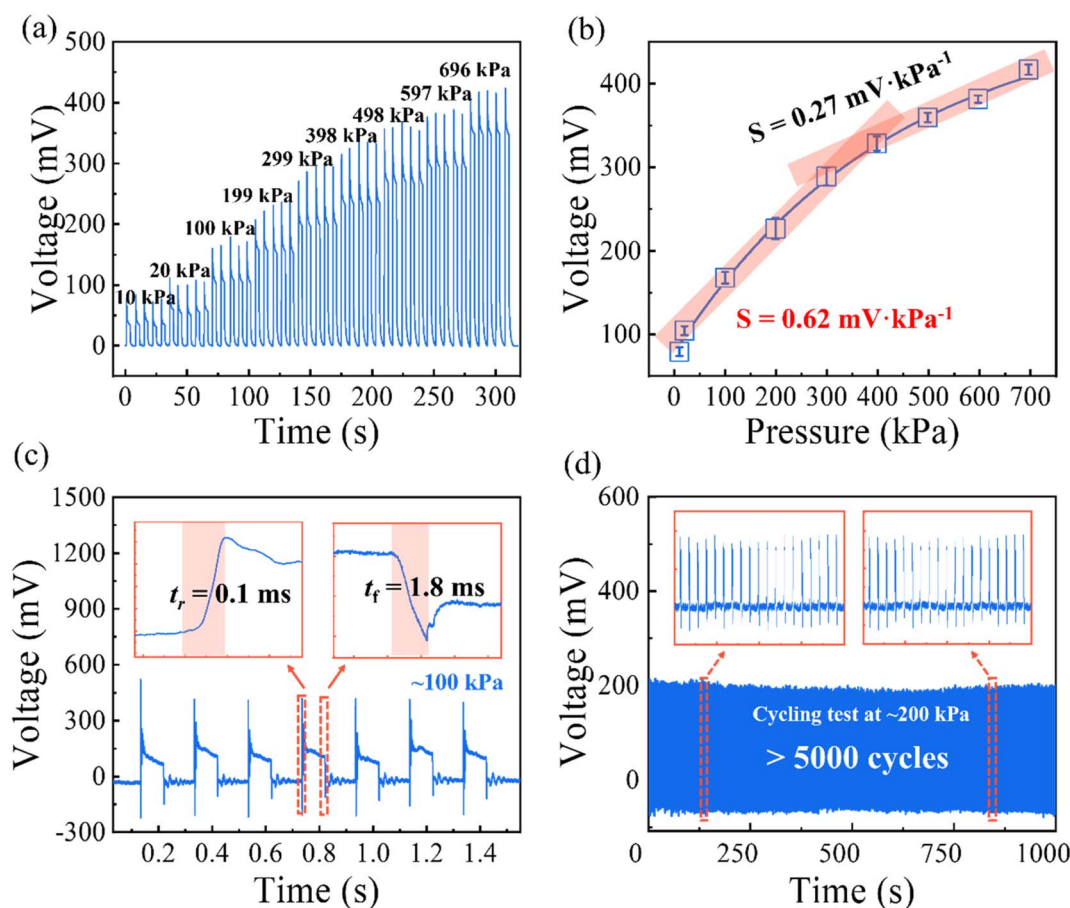 (a)
500
400
300
200
100
0
Voltage (mV)
10 kPa
20 kPa
100 kPa
199 kPa
299 kPa
398 kPa
498 kPa
597 kPa
696 kPa
0 50 100 150 200 250 300
Time (s)
(b)
400
300
200
100
Voltage (mV)
S = 0.27 mV·kPa⁻¹
S = 0.62 mV·kPa⁻¹
0 100 200 300 400 500 600 700
Pressure (kPa)
(c)
1500
1200
900
600
300
0
-300
Voltage (mV)
tᵣ = 0.1 ms
t_f = 1.8 ms
~100 kPa
0.2 0.4 0.6 0.8 1.0 1.2 1.4
Time (s)
(d)
600
400
200
0
Voltage (mV)
Cycling test at ~200 kPa
> 5000 cycles
0 250 500 750 1000
Time (s)